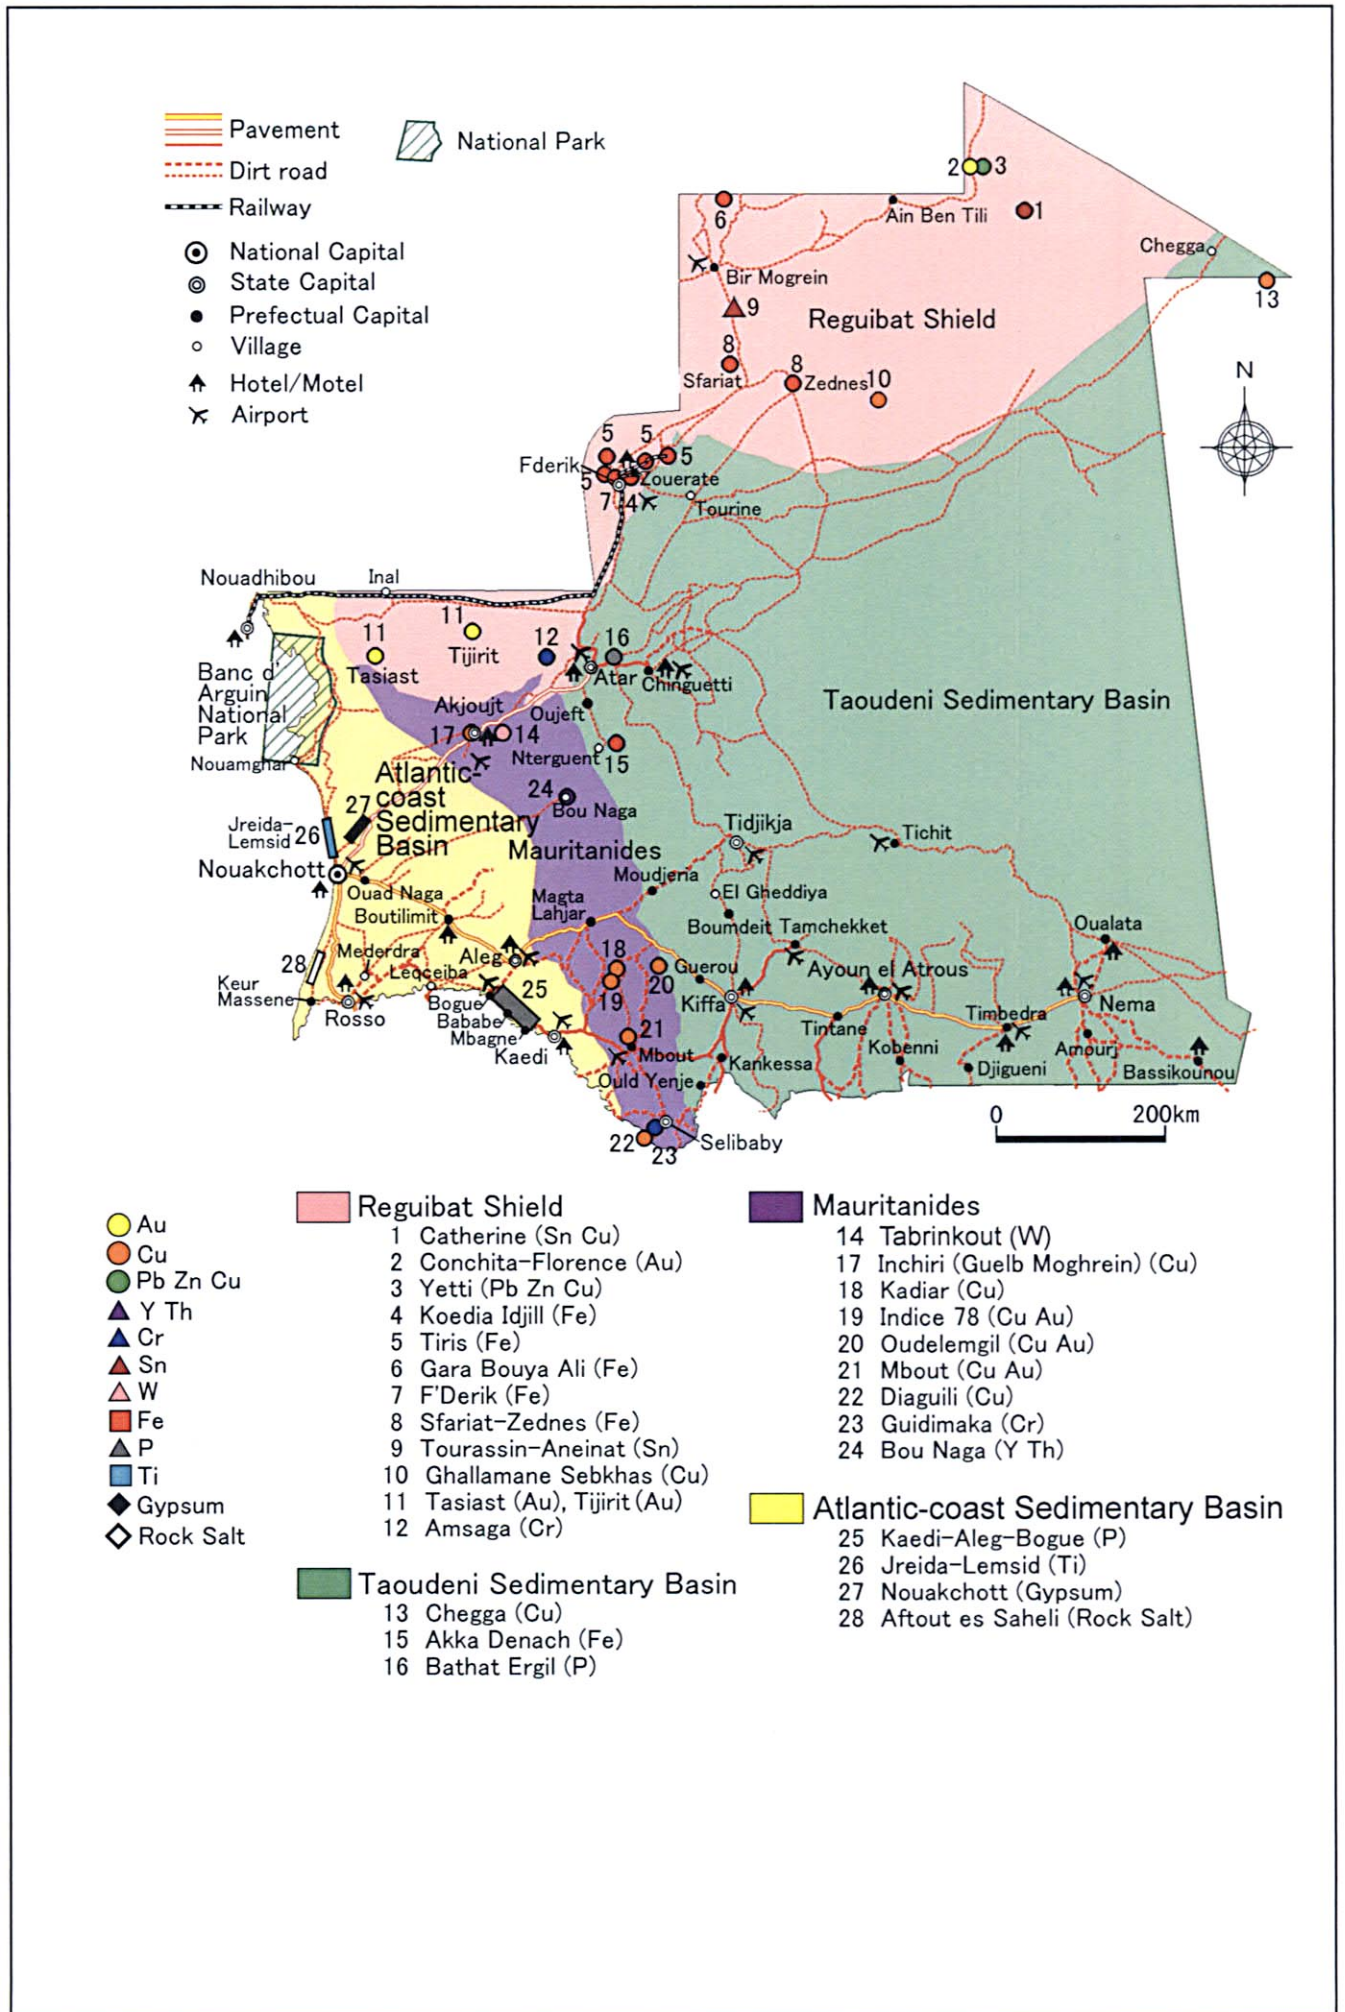 Pavement
National Park
Dirt road
Railway
National Capital
State Capital
Prefectual Capital
Village
Hotel/Motel
Airport
2
3
6
Ain Ben Tili
1
Chegga
Bir Mogrein
13
9
Reguibat Shield
8
Sfariat
8
Zednes
10
N
5
5
5
Fderik
5
Zouerate
7
4
Tourine
Nouadhibou
Inal
11
11
12
16
Tijirit
Tasiast
Atar
Chinguetti
Banc d'
Arguin
National
Park
Akjoujt
Oujeft
Taoudeni Sedimentary Basin
17
14
Nterguent
15
Nouamghar
Atlantic-
coast
Sedimentary
Basin
24
Bou Naga
27
Jreida-
Lemsid
26
Tidjikja
Tichit
Mauritanides
Nouakchott
Moudjena
Ouad Naga
El Gheddiya
Boutilimit
Magta
Lahjar
Boumdeit
Tamchekket
Oualata
Mederdra
Aleg
18
28
Leqceiba
20
Guerou
Ayoun el Atrous
Keur
Massene
19
Kiffa
Nema
Rosso
Bogue
25
Timbedra
Bababe
Tintane
Mbagne
21
Kaedi
Mbout
Kankessa
Kobenni
Amourj
Djigueni
Bassikounou
Ould Yenje
0
200km
22
23
Selibaby
Au
Cu
Pb Zn Cu
Y Th
Cr
Sn
W
Fe
P
Ti
Gypsum
Rock Salt
Reguibat Shield
1 Catherine (Sn Cu)
2 Conchita-Florence (Au)
3 Yetti (Pb Zn Cu)
4 Koedia Idjill (Fe)
5 Tiris (Fe)
6 Gara Bouya Ali (Fe)
7 F'Derik (Fe)
8 Sfariat-Zednes (Fe)
9 Tourassin-Aneinat (Sn)
10 Ghallamane Sebkhas (Cu)
11 Tasiast (Au), Tijirit (Au)
12 Amsaga (Cr)
Taoudeni Sedimentary Basin
13 Chegga (Cu)
15 Akka Denach (Fe)
16 Bathat Ergil (P)
Mauritanides
14 Tabrinkout (W)
17 Inchiri (Guelb Moghrein) (Cu)
18 Kadiar (Cu)
19 Indice 78 (Cu Au)
20 Oudelemgil (Cu Au)
21 Mbout (Cu Au)
22 Diaguili (Cu)
23 Guidimaka (Cr)
24 Bou Naga (Y Th)
Atlantic-coast Sedimentary Basin
25 Kaedi-Aleg-Bogue (P)
26 Jreida-Lemsid (Ti)
27 Nouakchott (Gypsum)
28 Aftout es Saheli (Rock Salt)